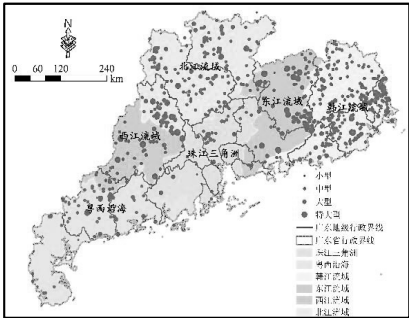 N
0 60 120 240
km
北江流域
东江流域
韩江流域
西江流域
珠江三角洲
粤西沿海
小型
中型
大型
特大型
广东地级行政界线
广东省行政界线
珠江三角洲
粤西沿海
韩江流域
东江流域
西江流域
北江流域